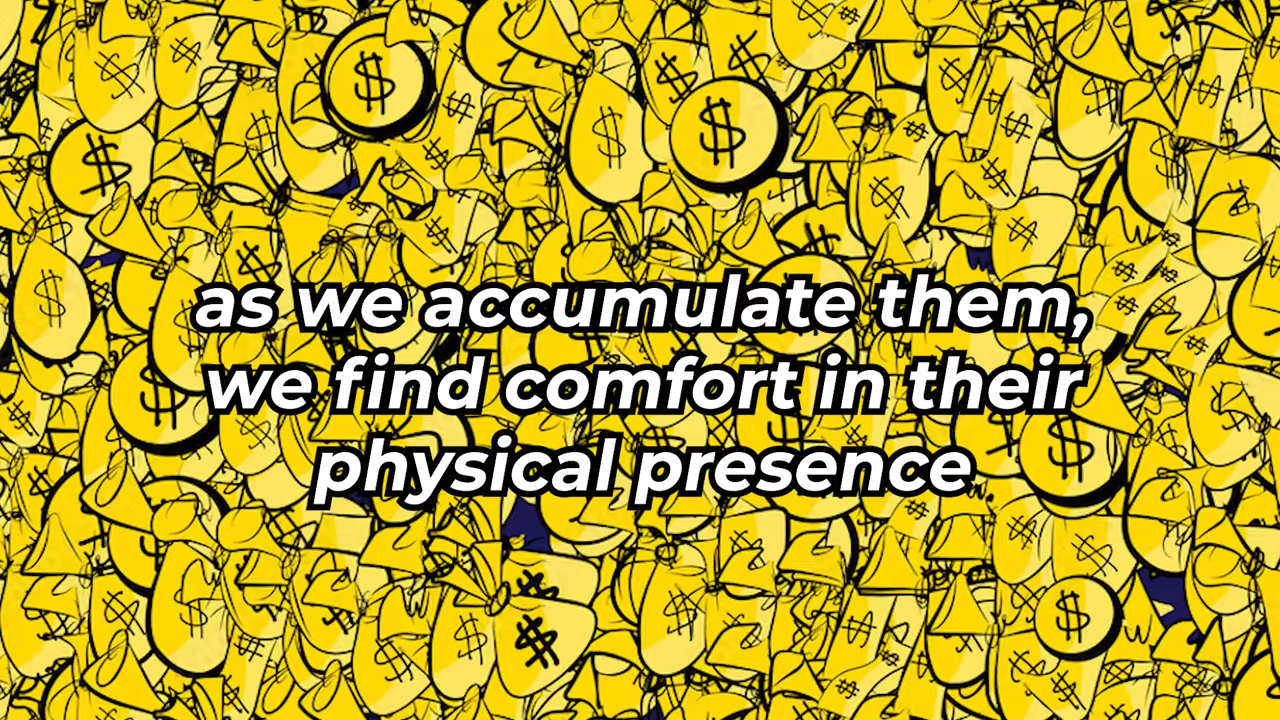 as we accumulate them,
we find comfort in their
physical presence